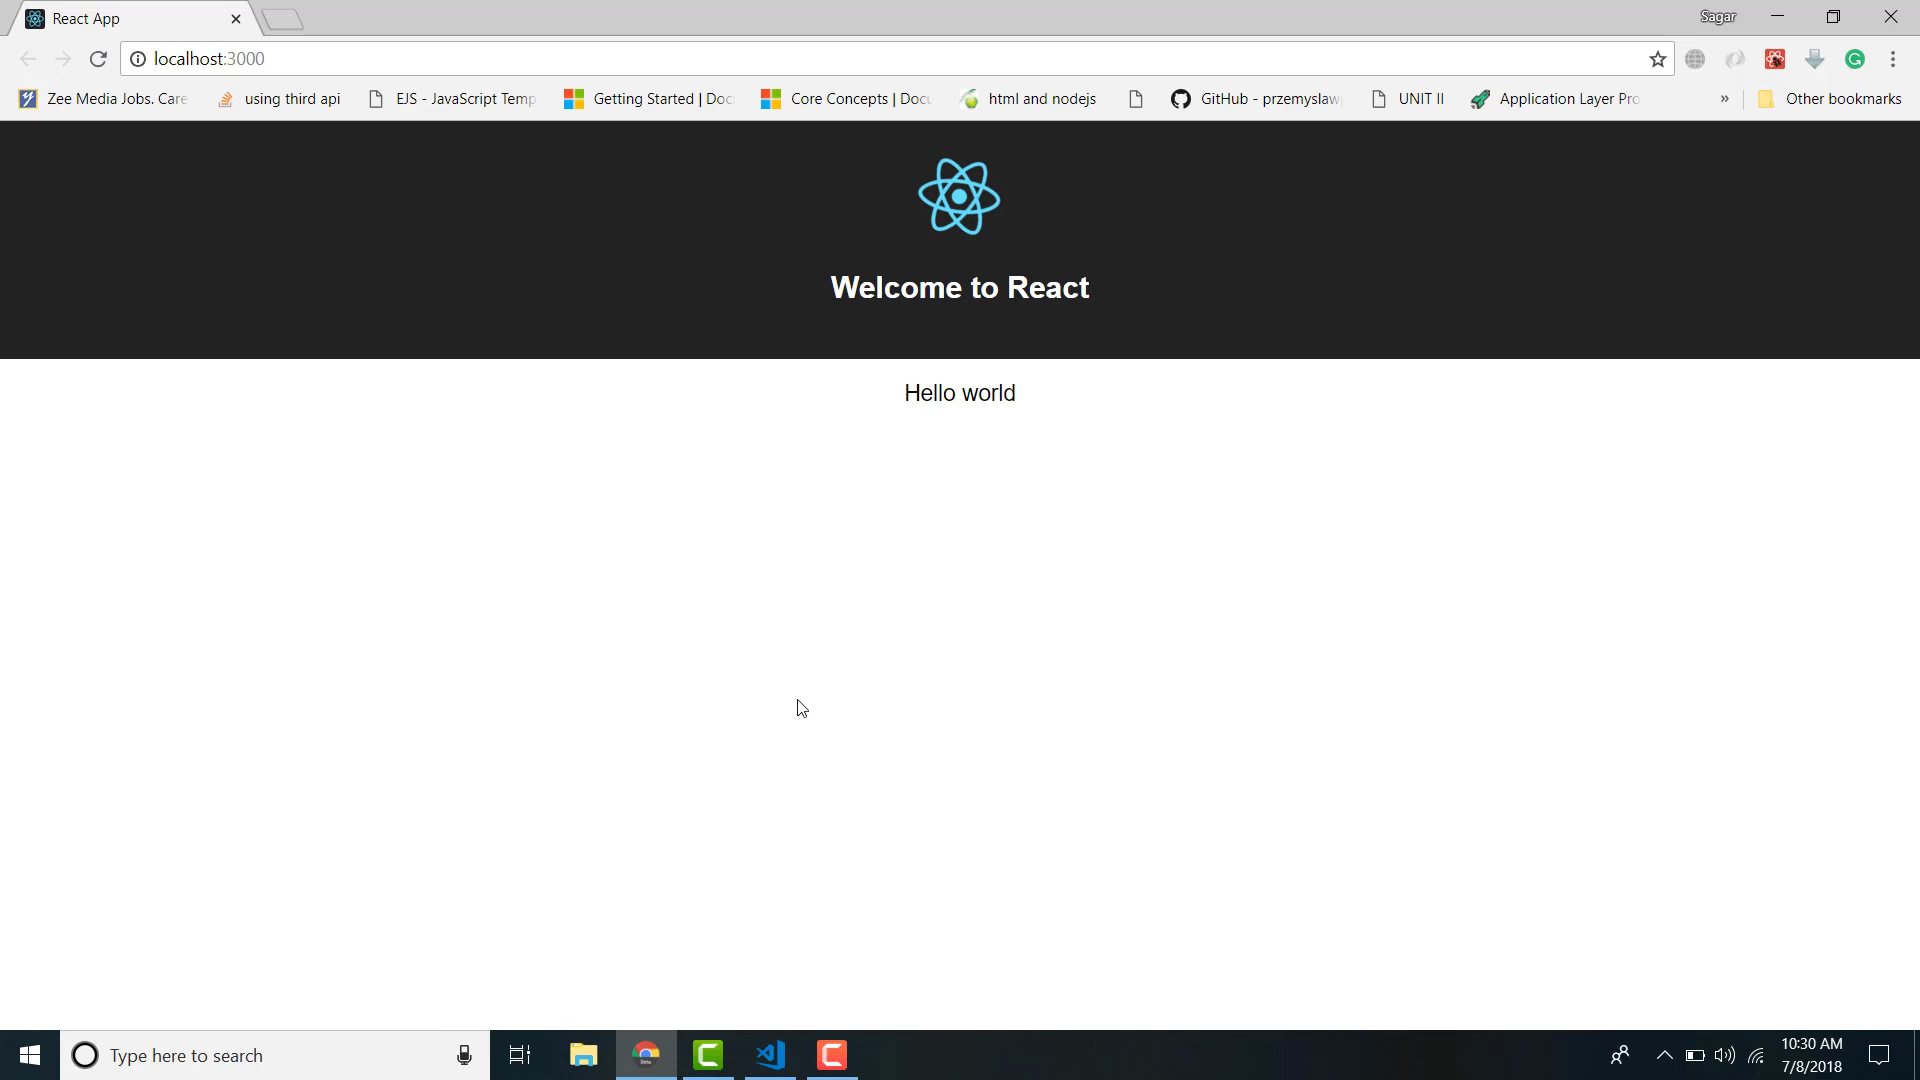 React App
Sagar
localhost:3000
Zee Media Jobs. Care
using third api
EJS - JavaScript Temp
Getting Started | Doc
Core Concepts | Docu
html and nodejs
GitHub - przemyslaw
UNIT II
Application Layer Pro
»
Other bookmarks
Welcome to React
Hello world
Type here to search
10:30 AM
7/8/2018